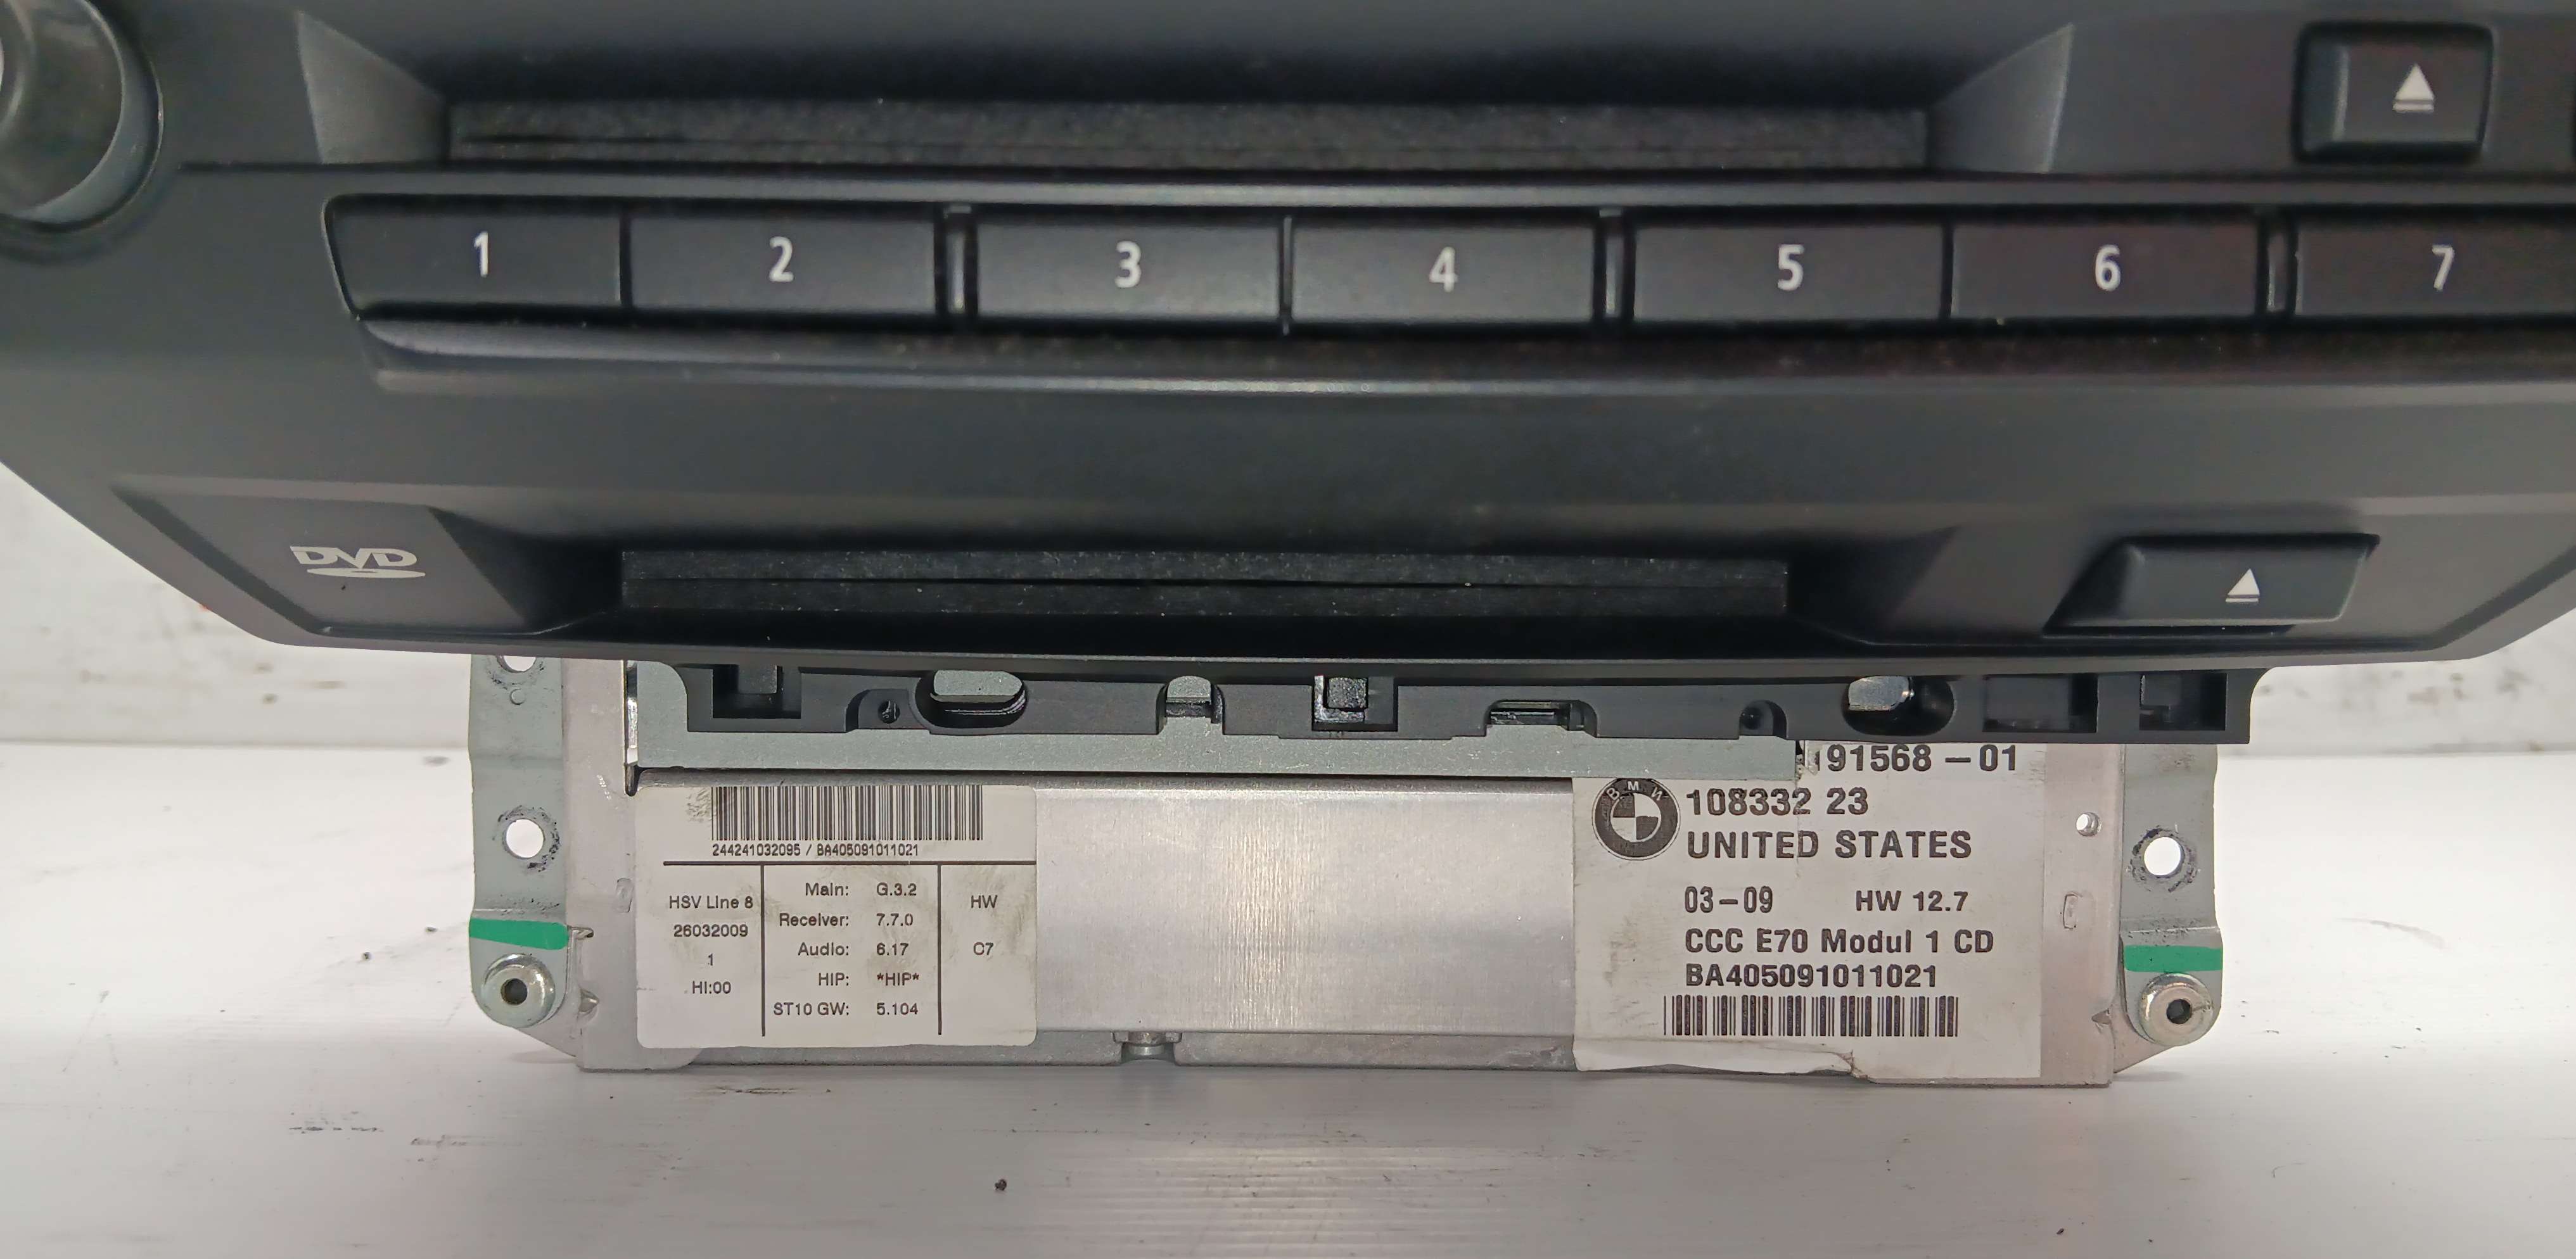 1 2 3 4 5 6 7
DVD
244241032095 / BA405091011021
HSV Line 8
26032009
1
HI:00
Main: G.3.2
Receiver: 7.7.0
Audio: 6.17
HIP: *HIP*
ST10 GW: 5.104
HW
C7
91568-01
BMW
108332 23
UNITED STATES
03-09 HW 12.7
CCC E70 Modul 1 CD
BA405091011021